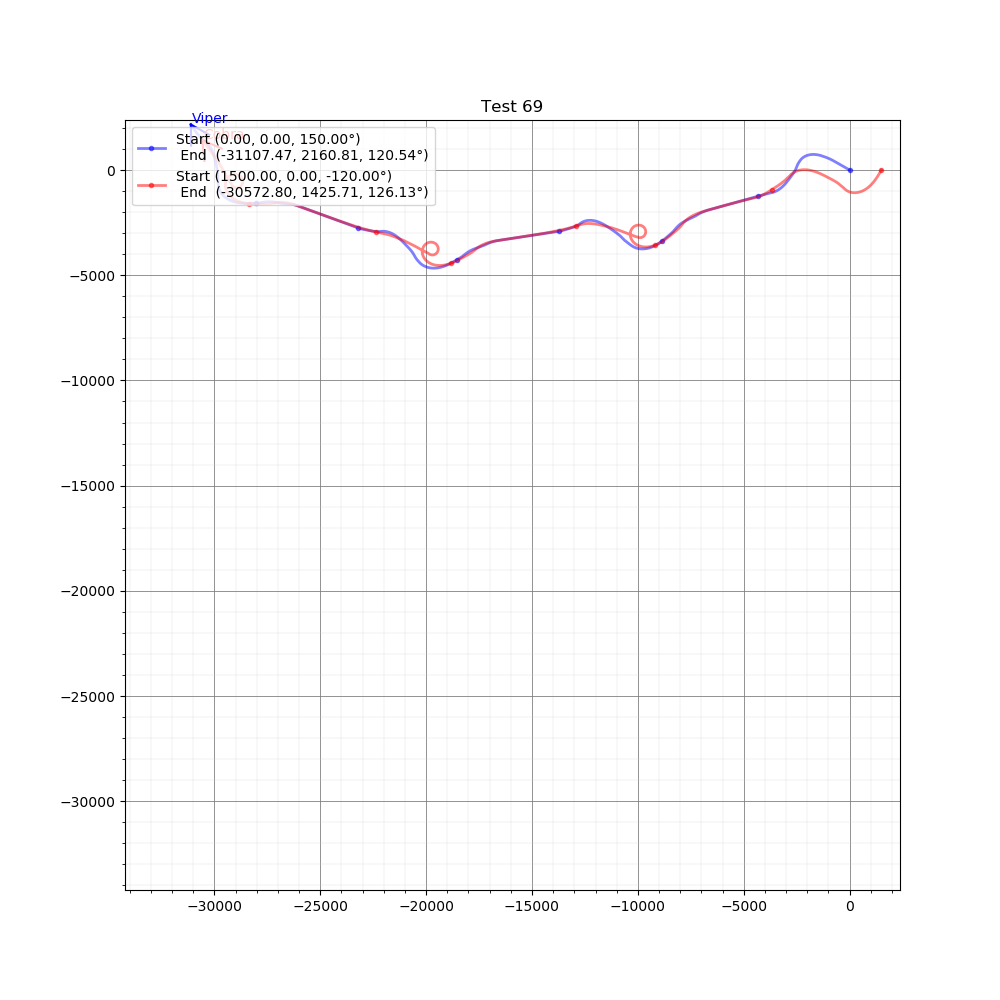 Test 69
Viper
Start (0.00, 0.00, 150.00°)
End (-31107.47, 2160.81, 120.54°)
Start (1500.00, 0.00, -120.00°)
End (-30572.80, 1425.71, 126.13°)
0
−5000
−10000
−15000
−20000
−25000
−30000
−30000 −25000 −20000 −15000 −10000 −5000 0